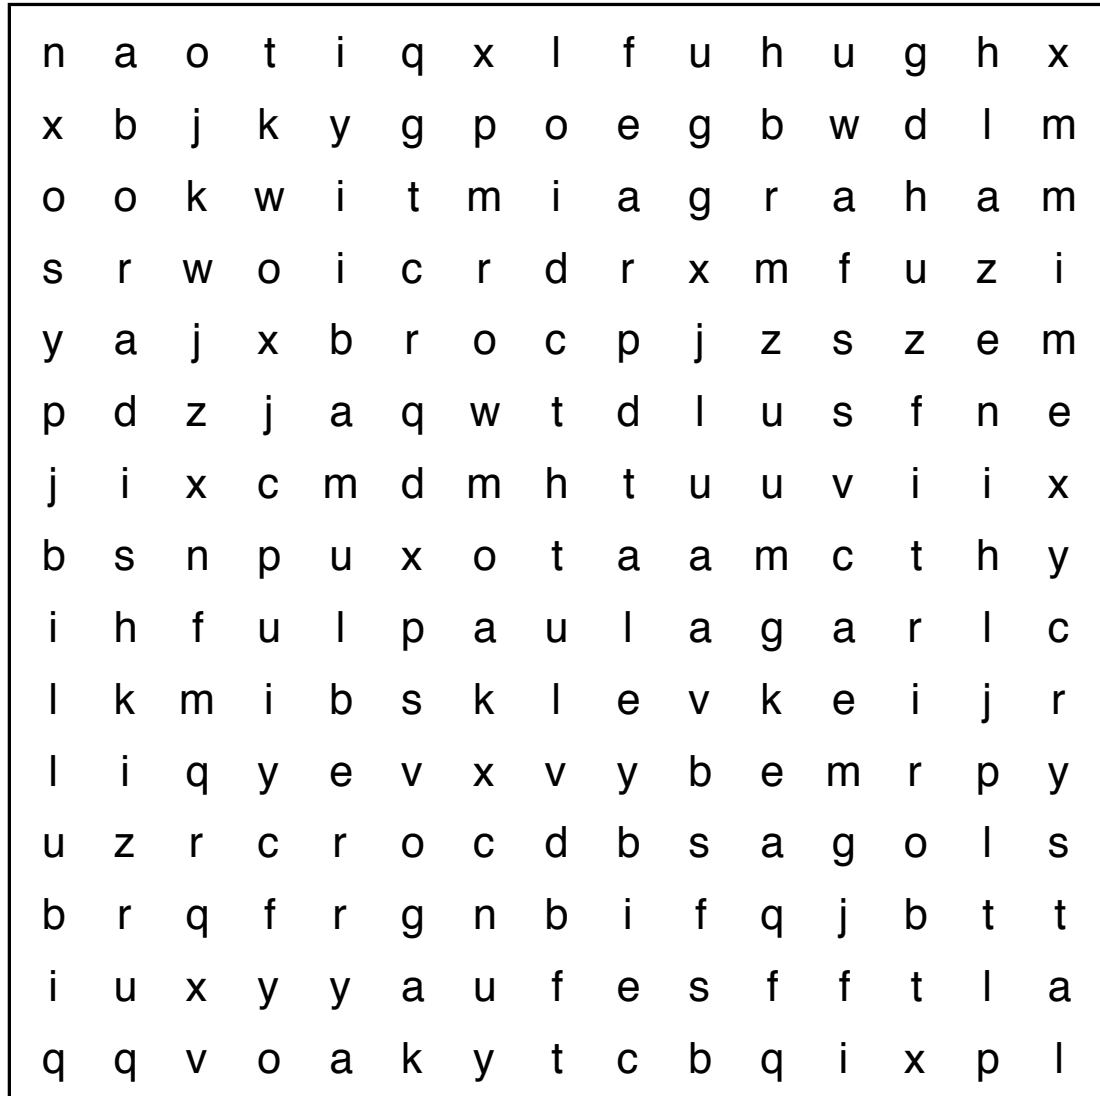 n a o t i q x l f u h u g h x
x b j k y g p o e g b w d l m
o o k w i t m i a g r a h a m
s r w o i c r d r x m f u z i
y a j x b r o c p j z s z e m
p d z j a q w t d l u s f n e
j i x c m d m h t u u v i i x
b s n p u x o t a a m c t h y
i h f u l p a u l a g a r l c
l k m i b s k l e v k e i j r
l i q y e v x v y b e m r p y
u z r c r o c d b s a g o l s
b r q f r g n b i f q j b t t
i u x y y a u f e s f f t l a
q q v o a k y t c b q i x p l